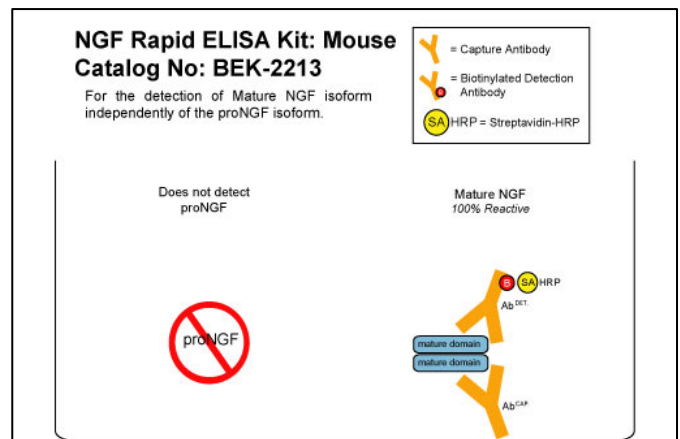 NGF Rapid ELISA Kit: Mouse
Catalog No: BEK-2213
For the detection of Mature NGF isoform
independently of the proNGF isoform.
= Capture Antibody
= Biotinylated Detection
Antibody
B
SA HRP = Streptavidin-HRP
Does not detect
proNGF
Mature NGF
100% Reactive
proNGF
B SA HRP
Ab DET.
mature domain
mature domain
Ab CAP.